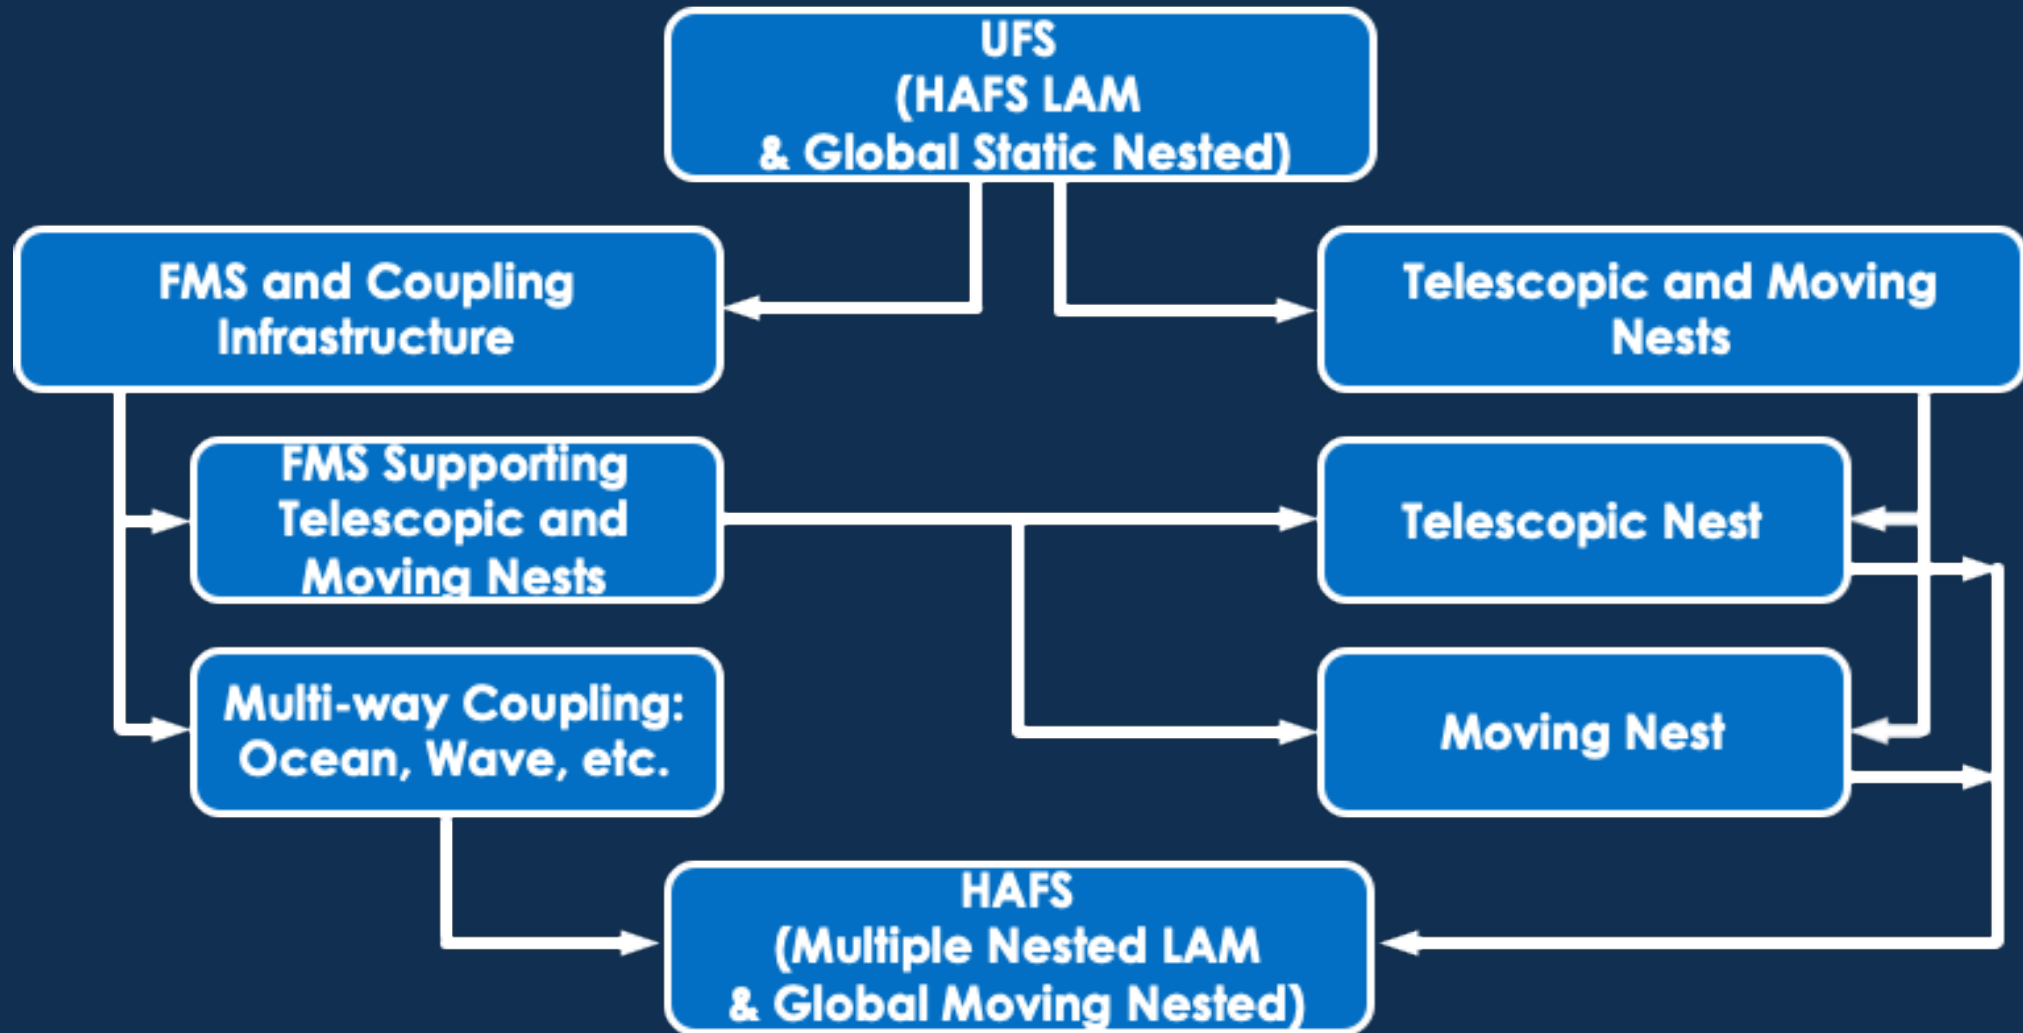 UFS
(HAFS LAM
& Global Static Nested)
FMS and Coupling
Infrastructure
Telescopic and Moving
Nests
FMS Supporting
Telescopic and
Moving Nests
Telescopic Nest
Multi-way Coupling:
Ocean, Wave, etc.
Moving Nest
HAFS
(Multiple Nested LAM
& Global Moving Nested)